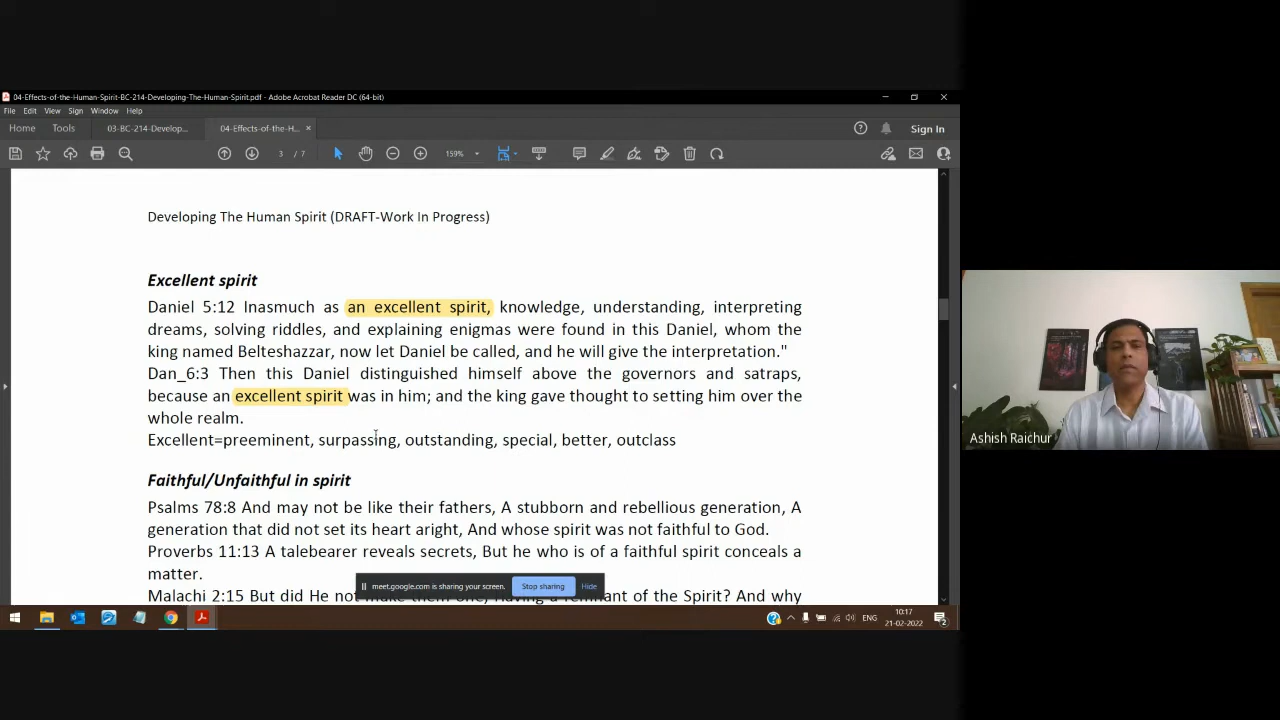 04-Effects-of-the-Human-Spirit-BC-214-Developing-The-Human-Spirit.pdf - Adobe Acrobat Reader DC (64-bit)
File Edit View Sign Window Help
Home Tools 03-BC-214-Develop... 04-Effects-of-the-H... × Sign In
3 / 7 159%
Developing The Human Spirit (DRAFT-Work In Progress)
Excellent spirit
Daniel 5:12 Inasmuch as an excellent spirit, knowledge, understanding, interpreting
dreams, solving riddles, and explaining enigmas were found in this Daniel, whom the
king named Belteshazzar, now let Daniel be called, and he will give the interpretation."
Dan_6:3 Then this Daniel distinguished himself above the governors and satraps,
because an excellent spirit was in him; and the king gave thought to setting him over the
whole realm.
Excellent=preeminent, surpassing, outstanding, special, better, outclass
Faithful/Unfaithful in spirit
Psalms 78:8 And may not be like their fathers, A stubborn and rebellious generation, A
generation that did not set its heart aright, And whose spirit was not faithful to God.
Proverbs 11:13 A talebearer reveals secrets, But he who is of a faithful spirit conceals a
matter.
Malachi 2:15 But did He not make them one, Having a remnant of the Spirit? And why
meet.google.com is sharing your screen. Stop sharing Hide
ENG 10:17
21-02-2022
2
Ashish Raichur